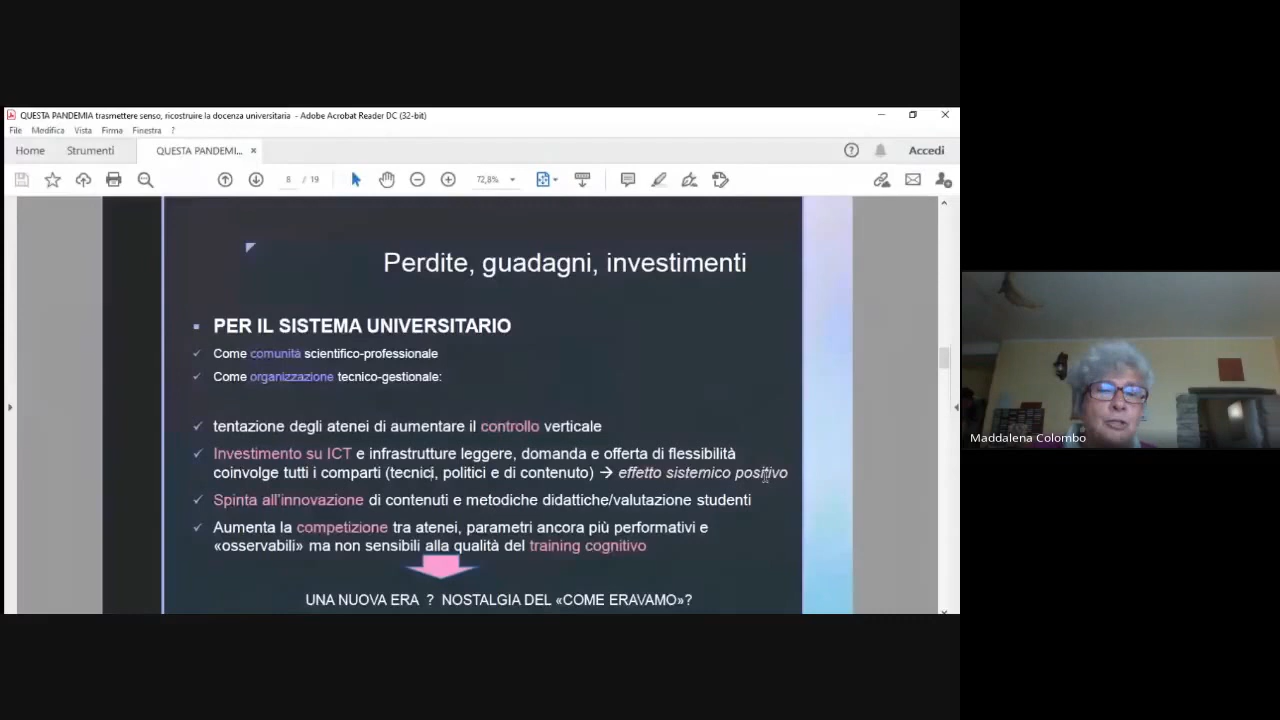 QUESTA PANDEMIA trasmettere senso, ricostruire la docenza universitaria - Adobe Acrobat Reader DC (32-bit)
File Modifica Vista Firma Finestra ?
Home Strumenti QUESTA PANDEMI... × Accedi
8 / 19 72,8%
Perdite, guadagni, investimenti
PER IL SISTEMA UNIVERSITARIO
Come comunità scientifico-professionale
Come organizzazione tecnico-gestionale:
tentazione degli atenei di aumentare il controllo verticale
Investimento su ICT e infrastrutture leggere, domanda e offerta di flessibilità
coinvolge tutti i comparti (tecnici, politici e di contenuto) → effetto sistemico positivo
Spinta all'innovazione di contenuti e metodiche didattiche/valutazione studenti
Aumenta la competizione tra atenei, parametri ancora più performativi e
«osservabili» ma non sensibili alla qualità del training cognitivo
UNA NUOVA ERA ? NOSTALGIA DEL «COME ERAVAMO»?
Maddalena Colombo